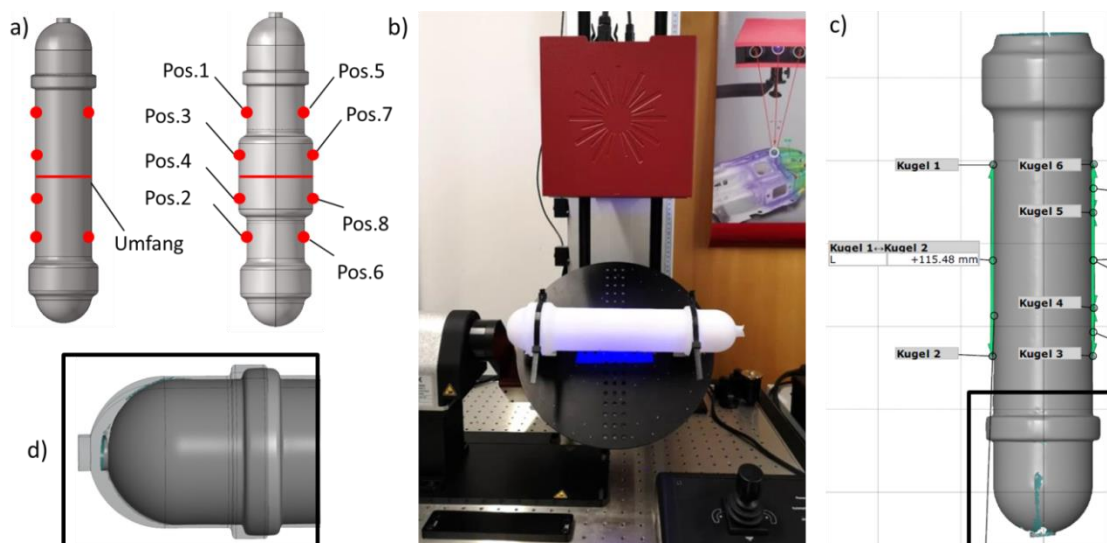 a)
Pos.1
Pos.5
Pos.3
Pos.7
Pos.4
Pos.2
Pos.8
Umfang
Pos.6
b)
c)
Kugel 1
Kugel 6
Kugel 5
Kugel 1↔Kugel 2
L +115.48 mm
Kugel 4
Kugel 2
Kugel 3
d)